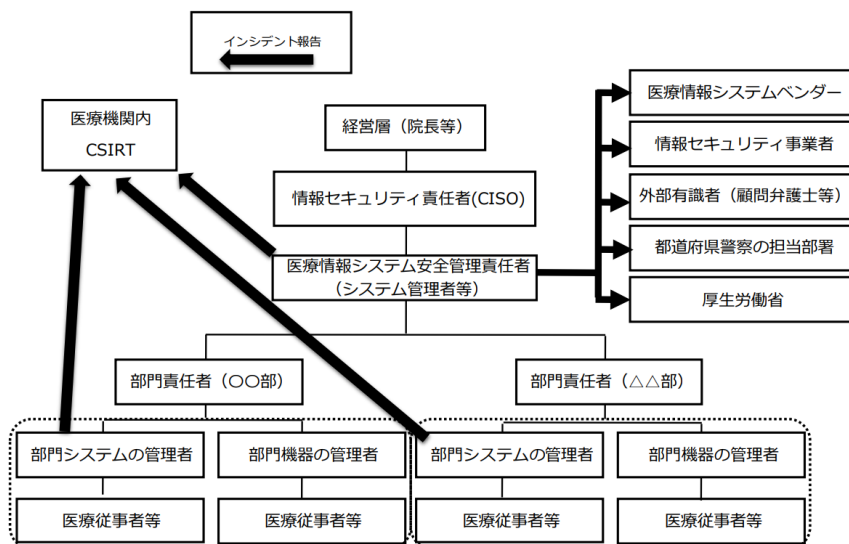 インシデント報告
医療機関内
CSIRT
経営層（院長等）
情報セキュリティ責任者(CISO)
医療情報システム安全管理責任者
（システム管理者等）
医療情報システムベンダー
情報セキュリティ事業者
外部有識者（顧問弁護士等）
都道府県警察の担当部署
厚生労働省
部門責任者（〇〇部）
部門責任者（△△部）
部門システムの管理者
部門機器の管理者
部門システムの管理者
部門機器の管理者
医療従事者等
医療従事者等
医療従事者等
医療従事者等